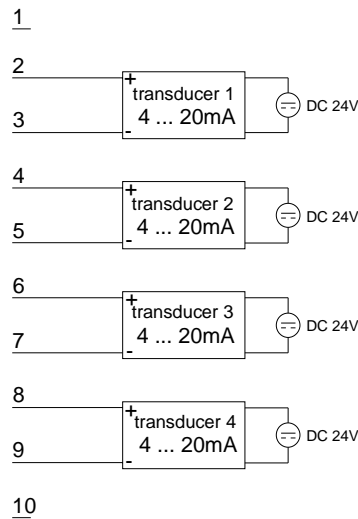 1
2
+
transducer 1
DC 24V
4 ... 20mA
3
-
4
+
transducer 2
DC 24V
4 ... 20mA
5
-
6
+
transducer 3
DC 24V
4 ... 20mA
7
-
8
+
transducer 4
DC 24V
4 ... 20mA
9
-
10